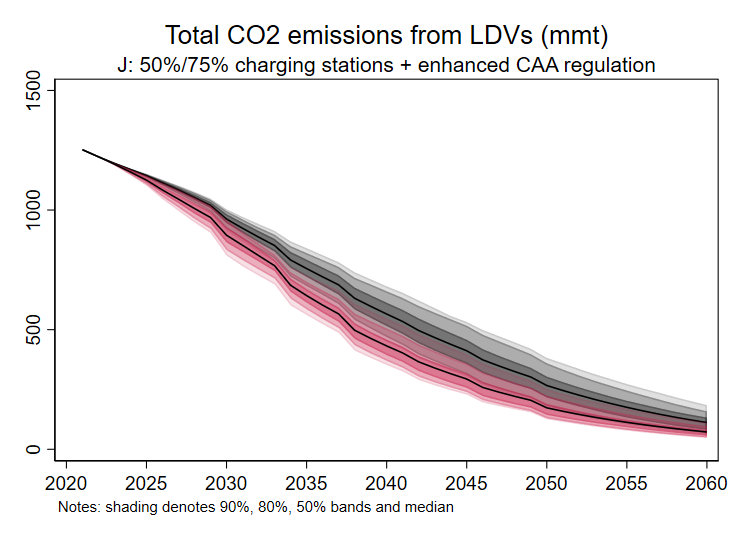 Total CO2 emissions from LDVs (mmt)
J: 50%/75% charging stations + enhanced CAA regulation
1500
1000
500
0
2020 2025 2030 2035 2040 2045 2050 2055 2060
Notes: shading denotes 90%, 80%, 50% bands and median